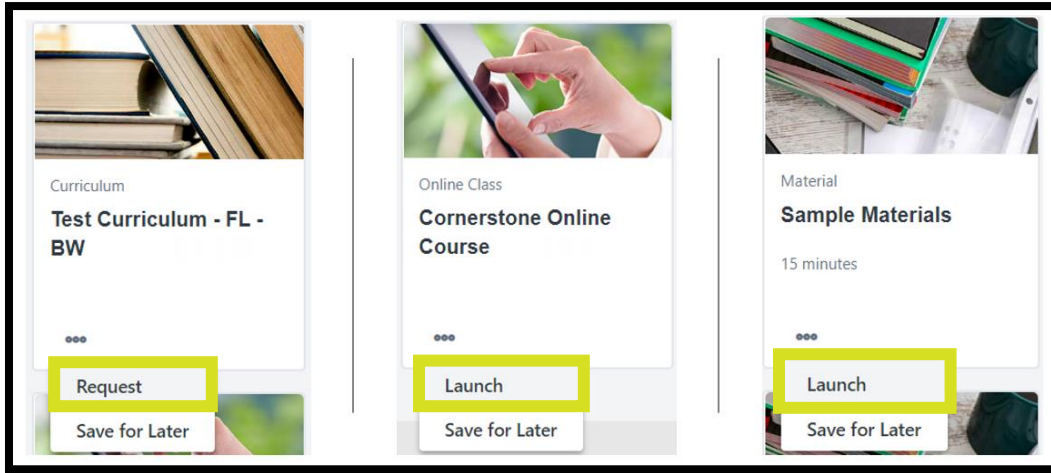 Curriculum
Test Curriculum - FL -
BW
Request
Save for Later
Online Class
Cornerstone Online
Course
Launch
Save for Later
Material
Sample Materials
15 minutes
Launch
Save for Later